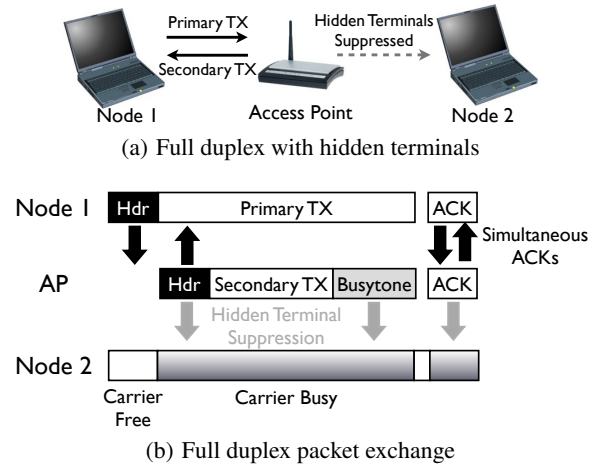 Primary TX
Hidden Terminals
Suppressed
Secondary TX
Node 1
Access Point
Node 2
(a) Full duplex with hidden terminals
Node 1
Hdr
Primary TX
ACK
Simultaneous
ACKs
AP
Hdr
Secondary TX
Busytone
ACK
Hidden Terminal
Suppression
Node 2
Carrier
Free
Carrier Busy
(b) Full duplex packet exchange